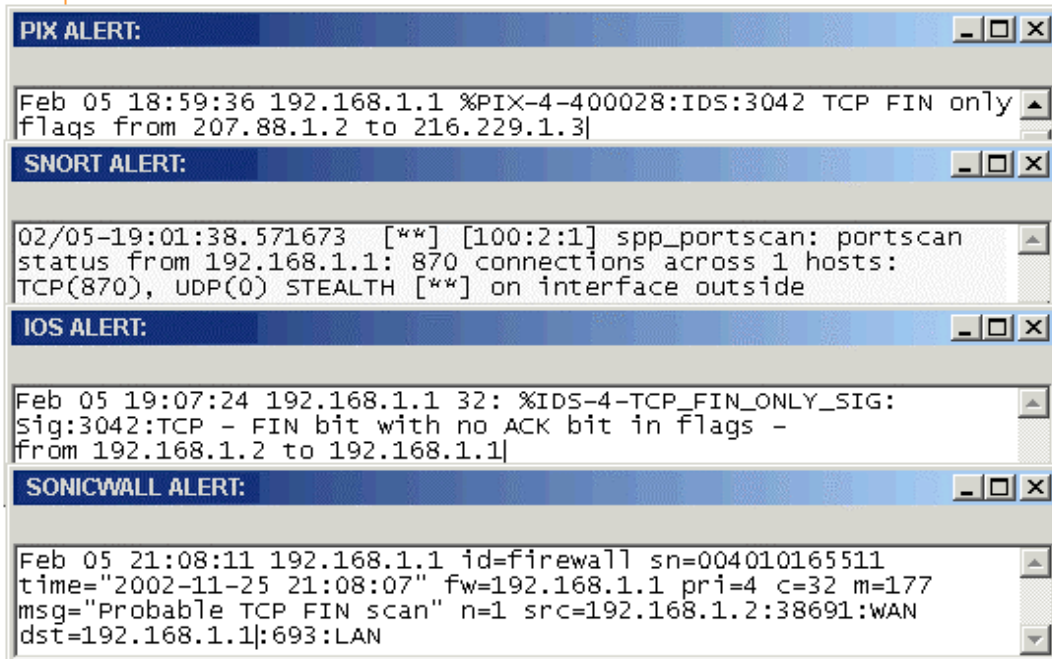 PIX ALERT:
Feb 05 18:59:36 192.168.1.1 %PIX-4-400028:IDS:3042 TCP FIN only
flags from 207.88.1.2 to 216.229.1.3
SNORT ALERT:
02/05-19:01:38.571673 [**] [100:2:1] spp_portscan: portscan
status from 192.168.1.1: 870 connections across 1 hosts:
TCP(870), UDP(0) STEALTH [**] on interface outside
IOS ALERT:
Feb 05 19:07:24 192.168.1.1 32: %IDS-4-TCP_FIN_ONLY_SIG:
Sig:3042:TCP - FIN bit with no ACK bit in flags -
from 192.168.1.2 to 192.168.1.1
SONICWALL ALERT:
Feb 05 21:08:11 192.168.1.1 id=firewall sn=004010165511
time="2002-11-25 21:08:07" fw=192.168.1.1 pri=4 c=32 m=177
msg="Probable TCP FIN scan" n=1 src=192.168.1.2:38691:WAN
dst=192.168.1.1:693:LAN